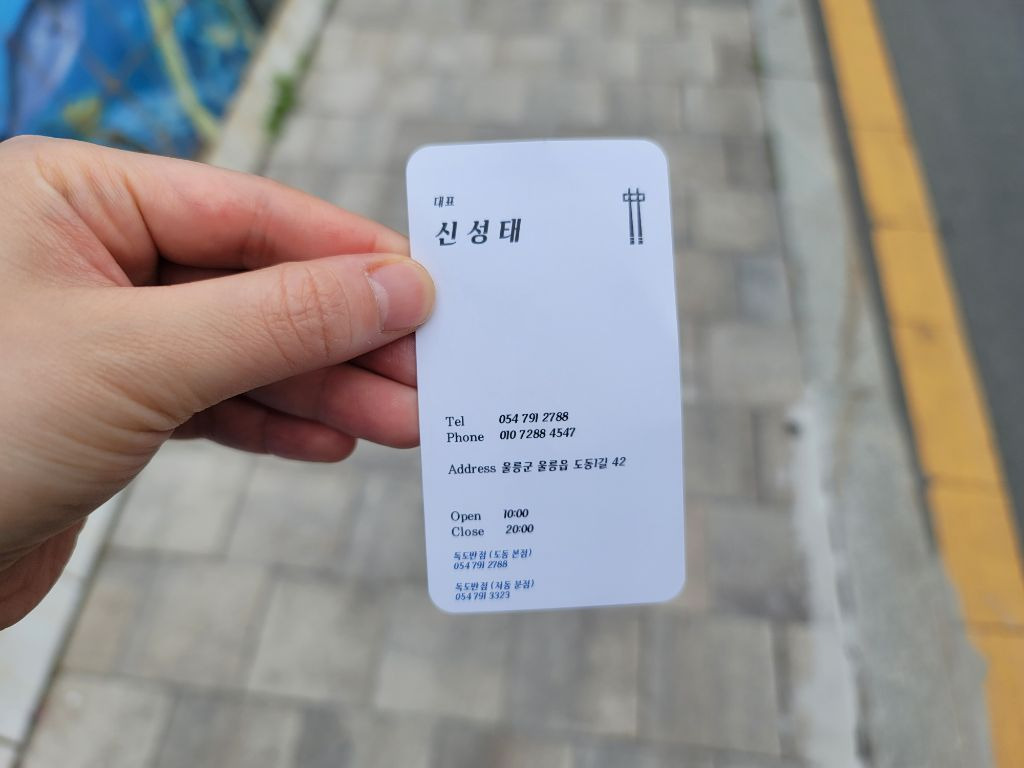 대표
신성태
Tel 054 791 2788
Phone 010 7288 4547
Address 울릉군 울릉읍 도동1길 42
Open 10:00
Close 20:00
독도반점 (도동 본점)
054 791 2788
독도반점 (저동 분점)
054 791 3323